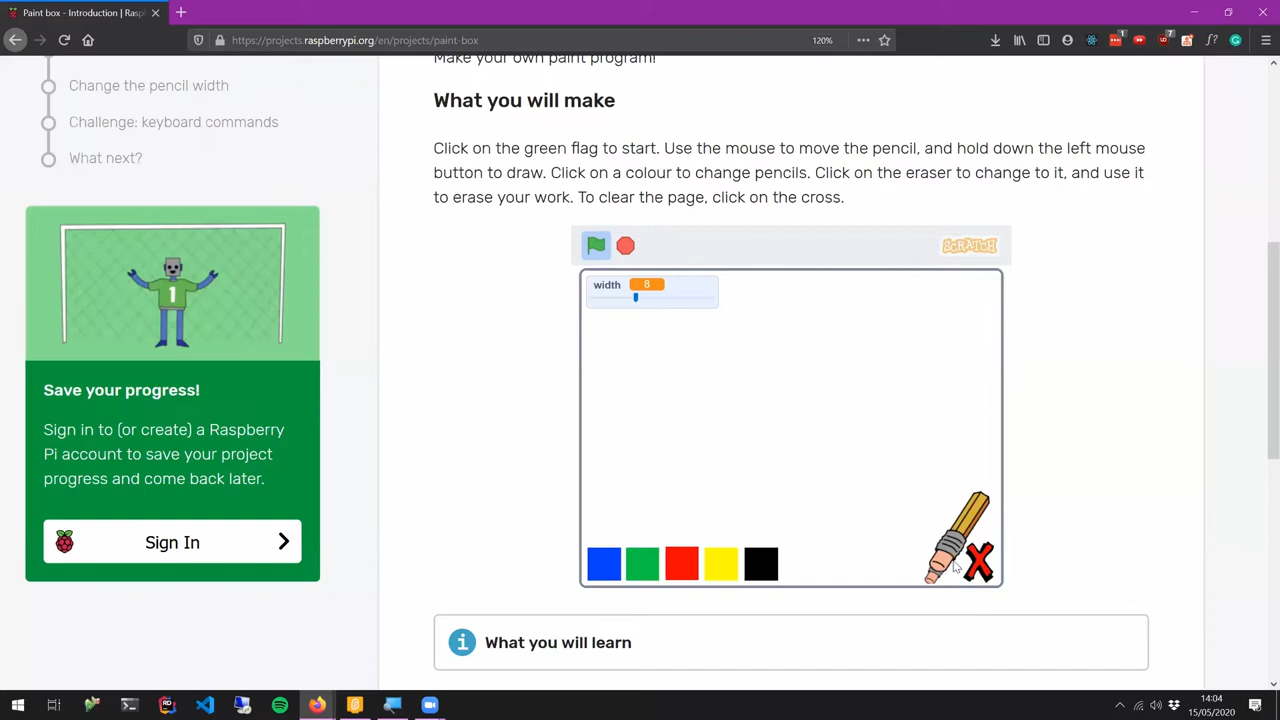 Paint box - Introduction | Rasp
https://projects.raspberrypi.org/en/projects/paint-box
120%
1
7
Change the pencil width
Challenge: keyboard commands
What next?
1
Save your progress!
Sign in to (or create) a Raspberry
Pi account to save your project
progress and come back later.
Sign In
Make your own paint program!
What you will make
Click on the green flag to start. Use the mouse to move the pencil, and hold down the left mouse
button to draw. Click on a colour to change pencils. Click on the eraser to change to it, and use it
to erase your work. To clear the page, click on the cross.
SCRATCH
width 8
X
i What you will learn
14:04
15/05/2020